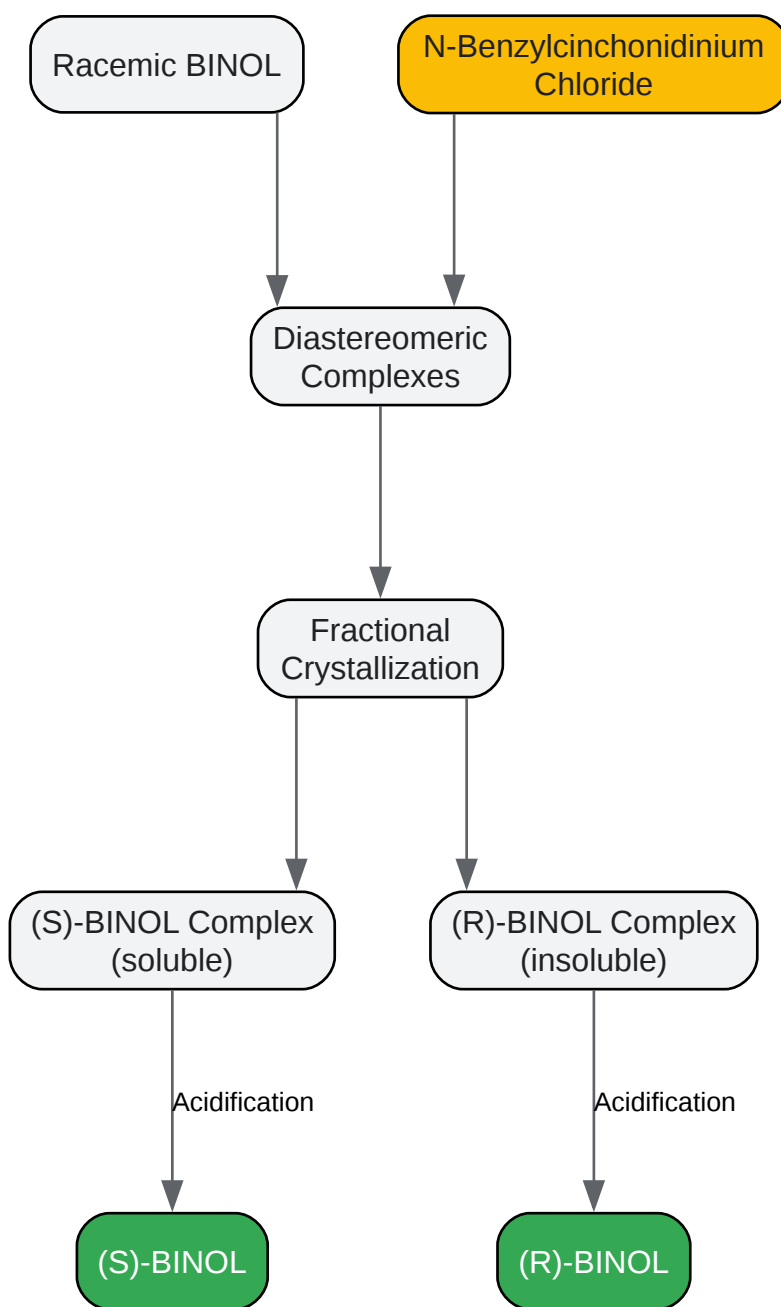 Racemic BINOL
N-Benzylcinchonidinium
Chloride
Diastereomeric
Complexes
Fractional
Crystallization
(S)-BINOL Complex
(soluble)
(R)-BINOL Complex
(insoluble)
Acidification
Acidification
(S)-BINOL
(R)-BINOL